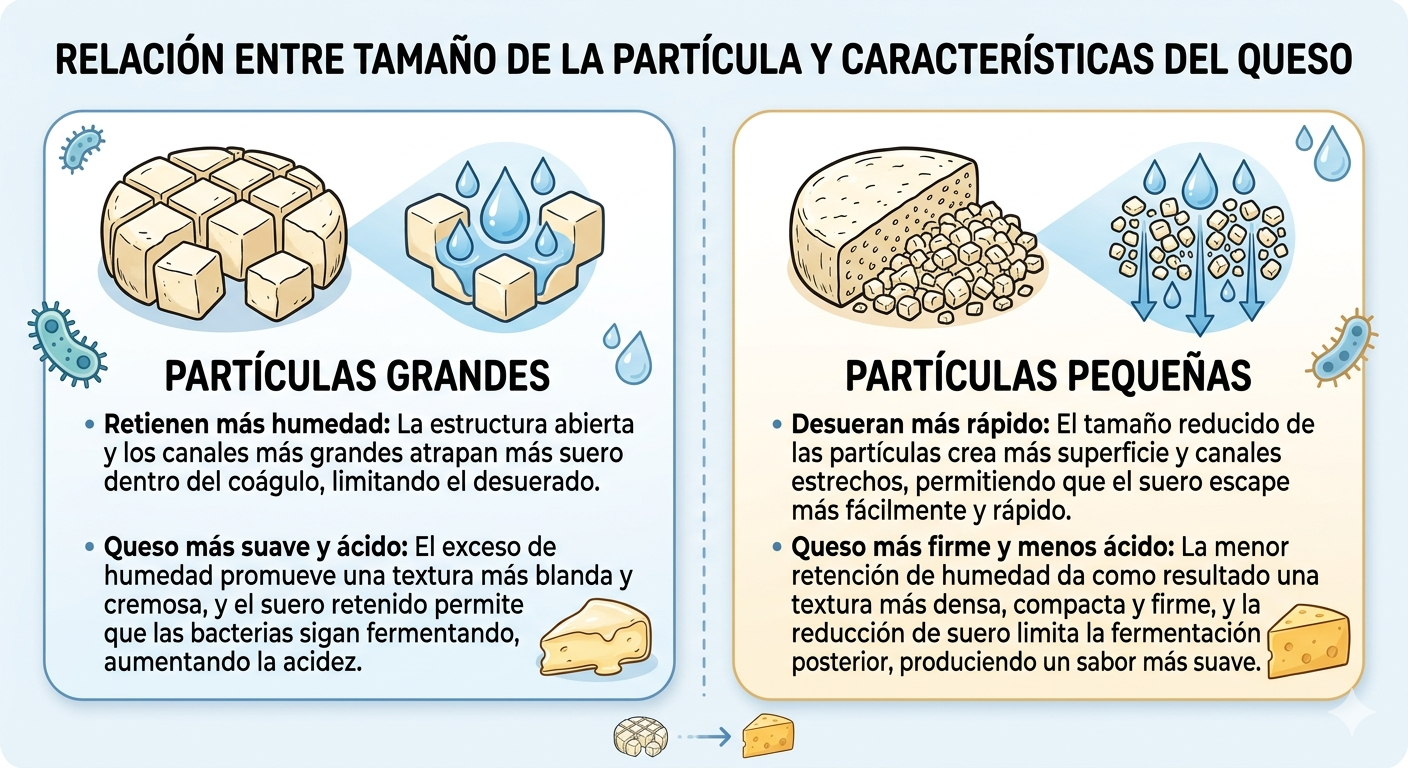 RELACIÓN ENTRE TAMAÑO DE LA PARTÍCULA Y CARACTERÍSTICAS DEL QUESO
PARTÍCULAS GRANDES
• Retienen más humedad: La estructura abierta
y los canales más grandes atrapan más suero
dentro del coágulo, limitando el desuerado.
• Queso más suave y ácido: El exceso de
humedad promueve una textura más blanda y
cremosa, y el suero retenido permite
que las bacterias sigan fermentando,
aumentando la acidez.
PARTÍCULAS PEQUEÑAS
• Desueran más rápido: El tamaño reducido de
las partículas crea más superficie y canales
estrechos, permitiendo que el suero escape
más fácilmente y rápido.
• Queso más firme y menos ácido: La menor
retención de humedad da como resultado una
textura más densa, compacta y firme, y la
reducción de suero limita la fermentación
posterior, produciendo un sabor más suave.